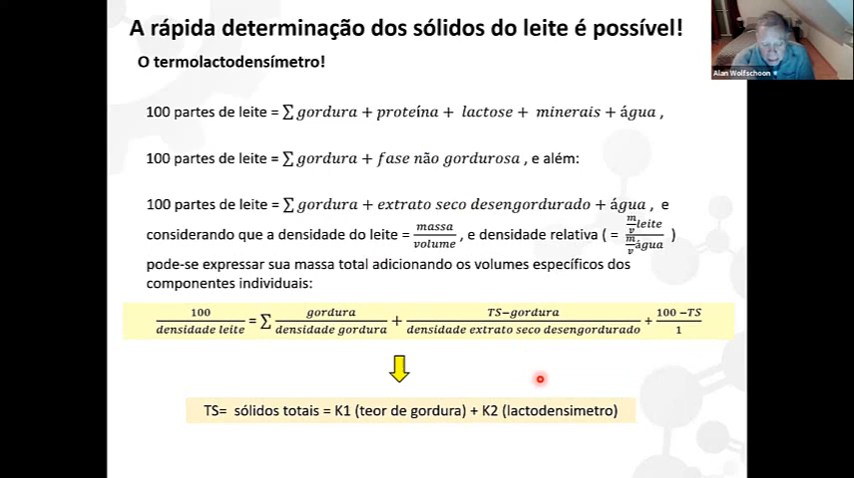 A rápida determinação dos sólidos do leite é possível!
Alan Wolfschoon
O termolactodensímetro!
100 partes de leite = ∑ gordura + proteína + lactose + minerais + água ,
100 partes de leite = ∑ gordura + fase não gordurosa , e além:
100 partes de leite = ∑ gordura + extrato seco desengordurado + água , e
considerando que a densidade do leite = massa/volume , e densidade relativa ( = m/v leite / m/v água )
pode-se expressar sua massa total adicionando os volumes específicos dos
componentes individuais:
100/densidade leite = ∑ gordura/densidade gordura + TS−gordura/densidade extrato seco desengordurado + 100 −TS/1
TS= sólidos totais = K1 (teor de gordura) + K2 (lactodensimetro)